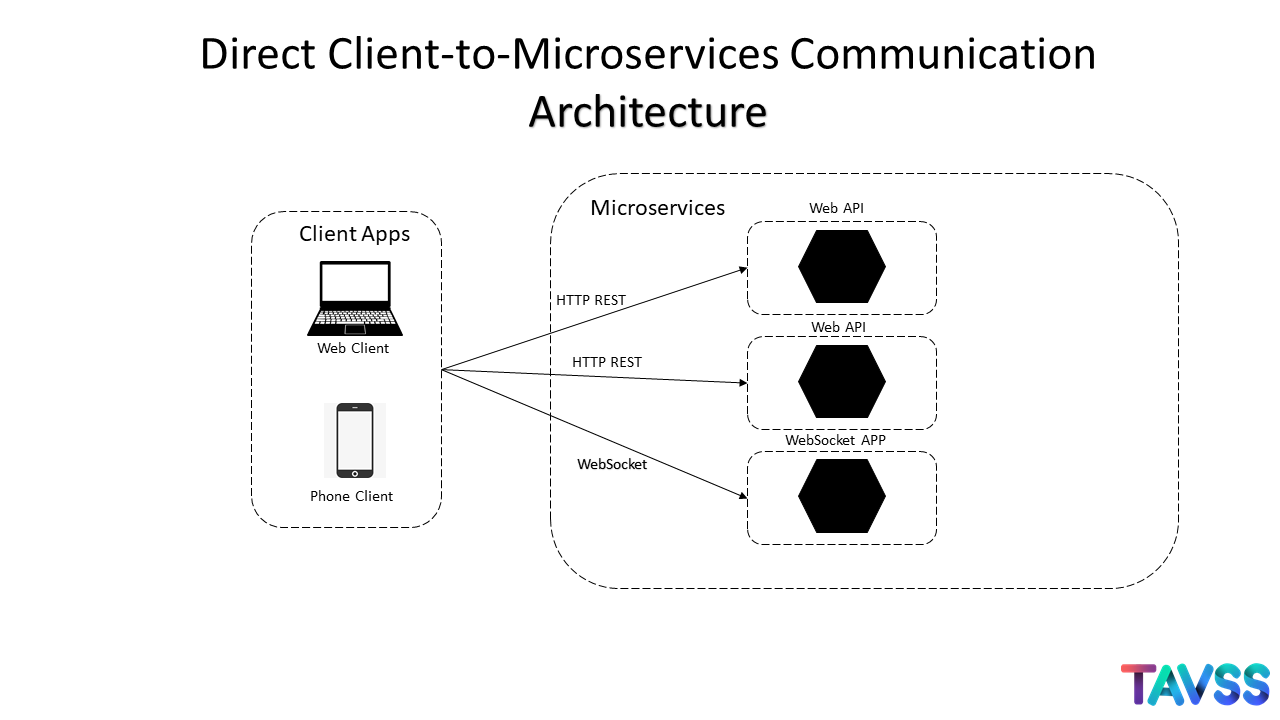 Direct Client-to-Microservices Communication
Architecture
Client Apps
Web Client
Phone Client
HTTP REST
HTTP REST
WebSocket
Microservices
Web API
Web API
WebSocket APP
TAVSS